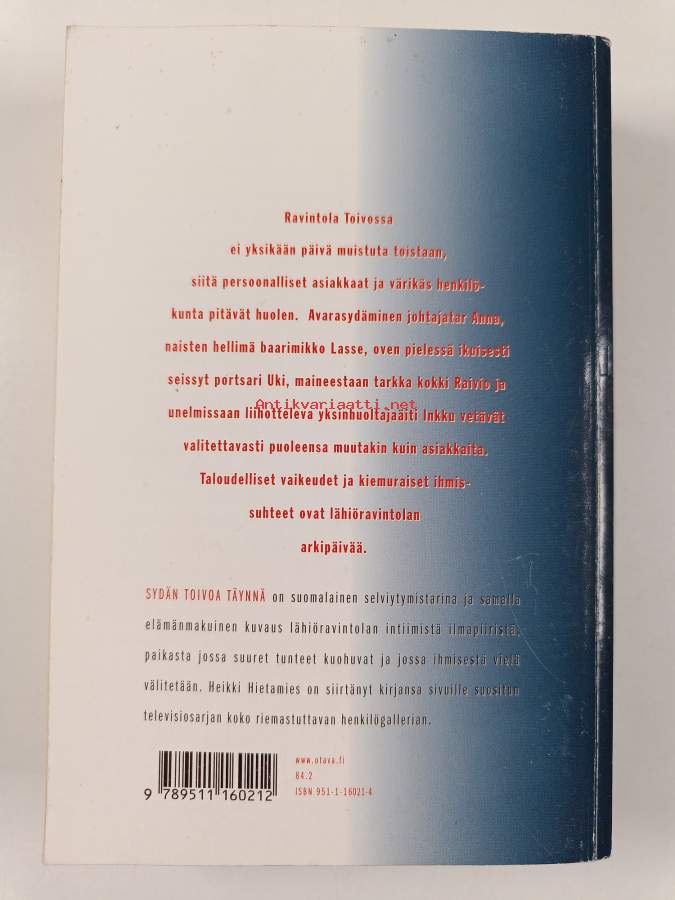 Ravintola Toivossa
ei yksikään päivä muistuta toistaan,
siitä persoonalliset asiakkaat ja värikäs henkilö-
kunta pitävät huolen. Avarasydäminen johtajatar Anna,
naisten hellimä baarimikko Lasse, oven pielessä ikuisesti
seissyt portsari Uki, maineestaan tarkka kokki Raivio ja
Antikvariaatti.net
unelmissaan liihotteleva yksinhuoltajaäiti Inkku vetävät
valitettavasti puoleensa muutakin kuin asiakkaita.
Taloudelliset vaikeudet ja kiemuraiset ihmis-
suhteet ovat lähiöravintolan
arkipäivää.
SYDÄN TOIVOA TÄYNNÄ on suomalainen selviytymistarina ja samalla
elämänmakuinen kuvaus lähiöravintolan intiimistä ilmapiiristä,
paikasta jossa suuret tunteet kuohuvat ja jossa ihmisestä vielä
välitetään. Heikki Hietamies on siirtänyt kirjansa sivuille suositun
televisiosarjan koko riemastuttavan henkilögallerian.
www.otava.fi
84.2
ISBN 951-1-16021-4
9 789511 160212